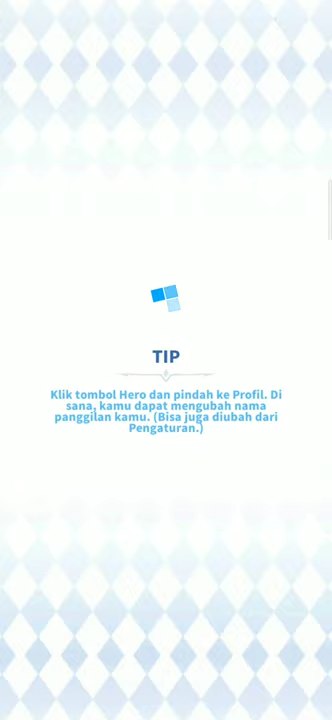 TIP
Klik tombol Hero dan pindah ke Profil. Di
sana, kamu dapat mengubah nama
panggilan kamu. (Bisa juga diubah dari
Pengaturan.)